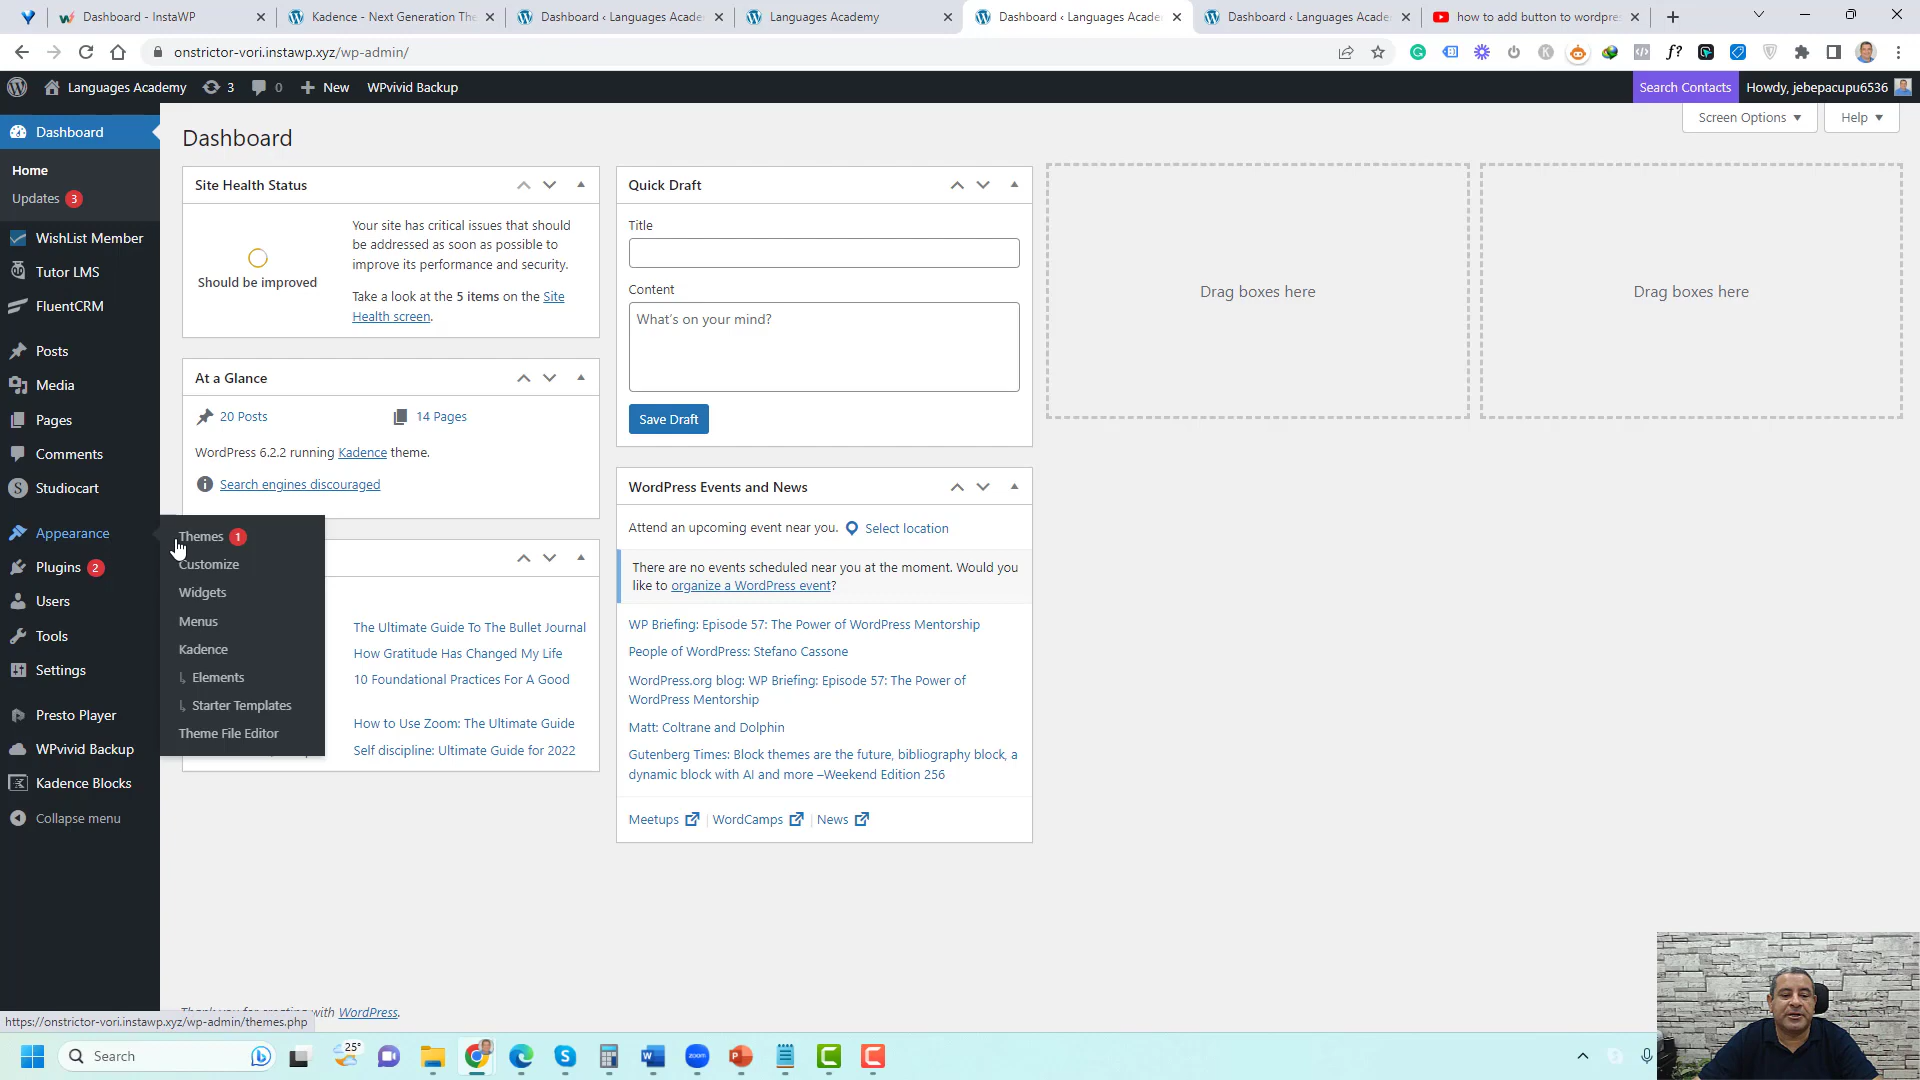 Dashboard - InstaWP
Kadence - Next Generation The
Dashboard ‹ Languages Acade
Languages Academy
Dashboard ‹ Languages Acade
Dashboard ‹ Languages Acade
how to add button to wordpre
onstrictor-vori.instawp.xyz/wp-admin/
f?
Languages Academy
3
0
New
WPvivid Backup
Search Contacts
Howdy, jebepacupu6536
Dashboard
Home
Updates 3
WishList Member
Tutor LMS
FluentCRM
Posts
Media
Pages
Comments
Studiocart
Appearance
Plugins 2
Users
Tools
Settings
Presto Player
WPvivid Backup
Kadence Blocks
Collapse menu
Themes 1
Customize
Widgets
Menus
Kadence
Elements
Starter Templates
Theme File Editor
Dashboard
Screen Options
Help
Site Health Status
Should be improved
Your site has critical issues that should
be addressed as soon as possible to
improve its performance and security.
Take a look at the 5 items on the Site
Health screen.
At a Glance
20 Posts
14 Pages
WordPress 6.2.2 running Kadence theme.
Search engines discouraged
The Ultimate Guide To The Bullet Journal
How Gratitude Has Changed My Life
10 Foundational Practices For A Good
How to Use Zoom: The Ultimate Guide
Self discipline: Ultimate Guide for 2022
Quick Draft
Title
Content
What's on your mind?
Save Draft
WordPress Events and News
Attend an upcoming event near you. Select location
There are no events scheduled near you at the moment. Would you
like to organize a WordPress event?
WP Briefing: Episode 57: The Power of WordPress Mentorship
People of WordPress: Stefano Cassone
WordPress.org blog: WP Briefing: Episode 57: The Power of
WordPress Mentorship
Matt: Coltrane and Dolphin
Gutenberg Times: Block themes are the future, bibliography block, a
dynamic block with AI and more –Weekend Edition 256
Meetups | WordCamps | News
Drag boxes here
Drag boxes here
Thank you for creating with WordPress.
https://onstrictor-vori.instawp.xyz/wp-admin/themes.php
Search
25°
zoom